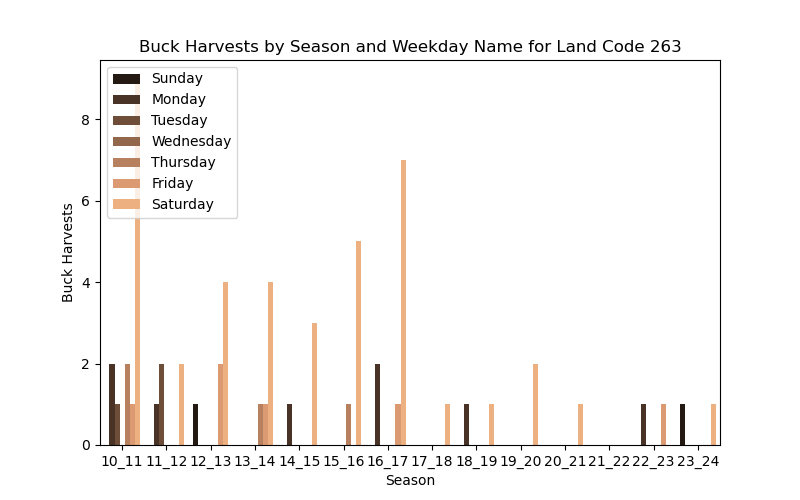 Buck Harvests by Season and Weekday Name for Land Code 263
Sunday
Monday
Tuesday
Wednesday
Thursday
Friday
Saturday
8
6
4
2
0
Buck Harvests
10_11 11_12 12_13 13_14 14_15 15_16 16_17 17_18 18_19 19_20 20_21 21_22 22_23 23_24
Season